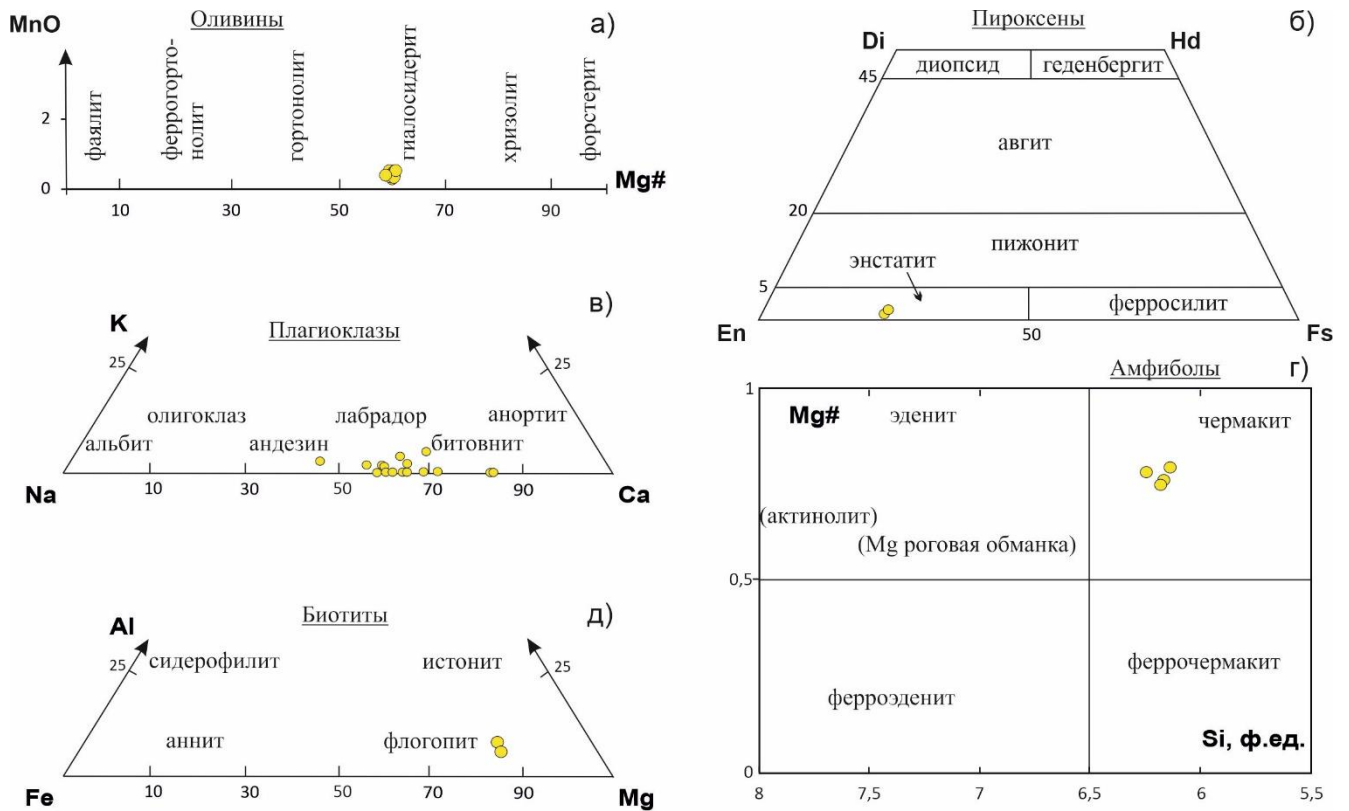 MnO
Оливины
а)
2
0
фаялит
феррогорто-
нолит
гортонолит
гиалосидерит
хризолит
форстерит
Mg#
10 30 50 70 90
Пироксены
б)
Di
Hd
45
диопсид
геденбергит
авгит
20
пижонит
энстатит
5
ферросилит
En
50
Fs
K
Плагиоклазы
в)
25
25
олигоклаз
лабрадор
анортит
альбит
андезин
битовнит
Na
10 30 50 70 90
Ca
Амфиболы
г)
1
Mg#
эденит
чермакит
(актинолит)
(Mg роговая обманка)
0,5
ферроэденит
феррочермакит
Si, ф.ед.
0
8 7,5 7 6,5 6 5,5
Al
Биотиты
д)
25
сидерофилит
истонит
25
аннит
флогопит
Fe
10 30 50 70 90
Mg